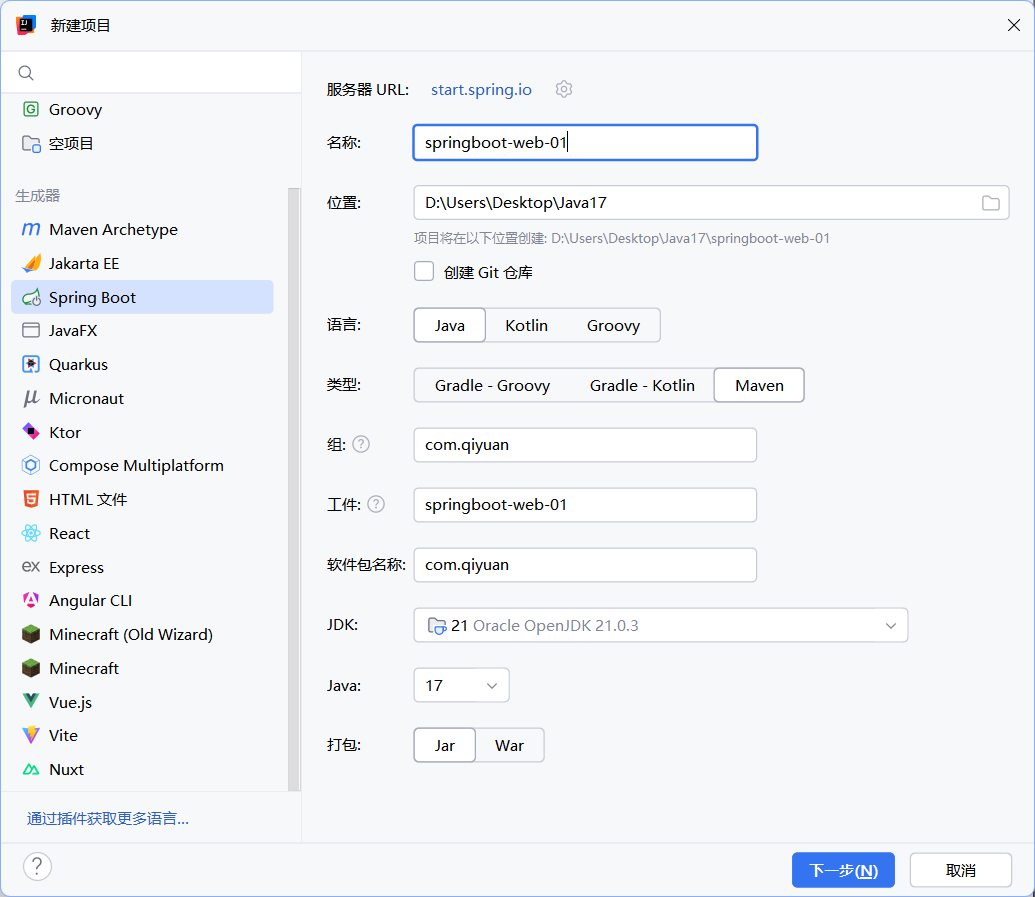 新建项目
Groovy
空项目
生成器
Maven Archetype
Jakarta EE
Spring Boot
JavaFX
Quarkus
Micronaut
Ktor
Compose Multiplatform
HTML 文件
React
Express
Angular CLI
Minecraft (Old Wizard)
Minecraft
Vue.js
Vite
Nuxt
通过插件获取更多语言...
服务器 URL: start.spring.io
名称: springboot-web-01
位置: D:\Users\Desktop\Java17
项目将在以下位置创建: D:\Users\Desktop\Java17\springboot-web-01
创建 Git 仓库
语言: Java Kotlin Groovy
类型: Gradle - Groovy Gradle - Kotlin Maven
组: ? com.qiyuan
工件: ? springboot-web-01
软件包名称: com.qiyuan
JDK: 21 Oracle OpenJDK 21.0.3
Java: 17
打包: Jar War
? 下一步(N) 取消